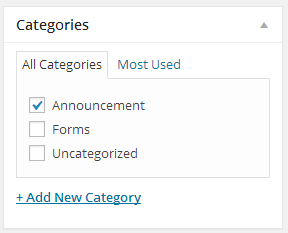 Categories
All Categories Most Used
Announcement
Forms
Uncategorized
+ Add New Category